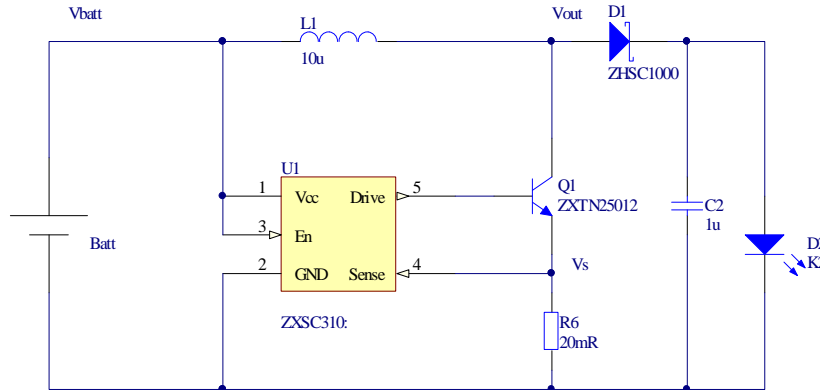 Vbatt
L1
10u
Vout
D1
ZHSC1000
U1
1 Vcc Drive 5
3 En
2 GND Sense 4
ZXSC310:
Q1
ZXTN25012
Vs
R6
20mR
C2
1u
Batt